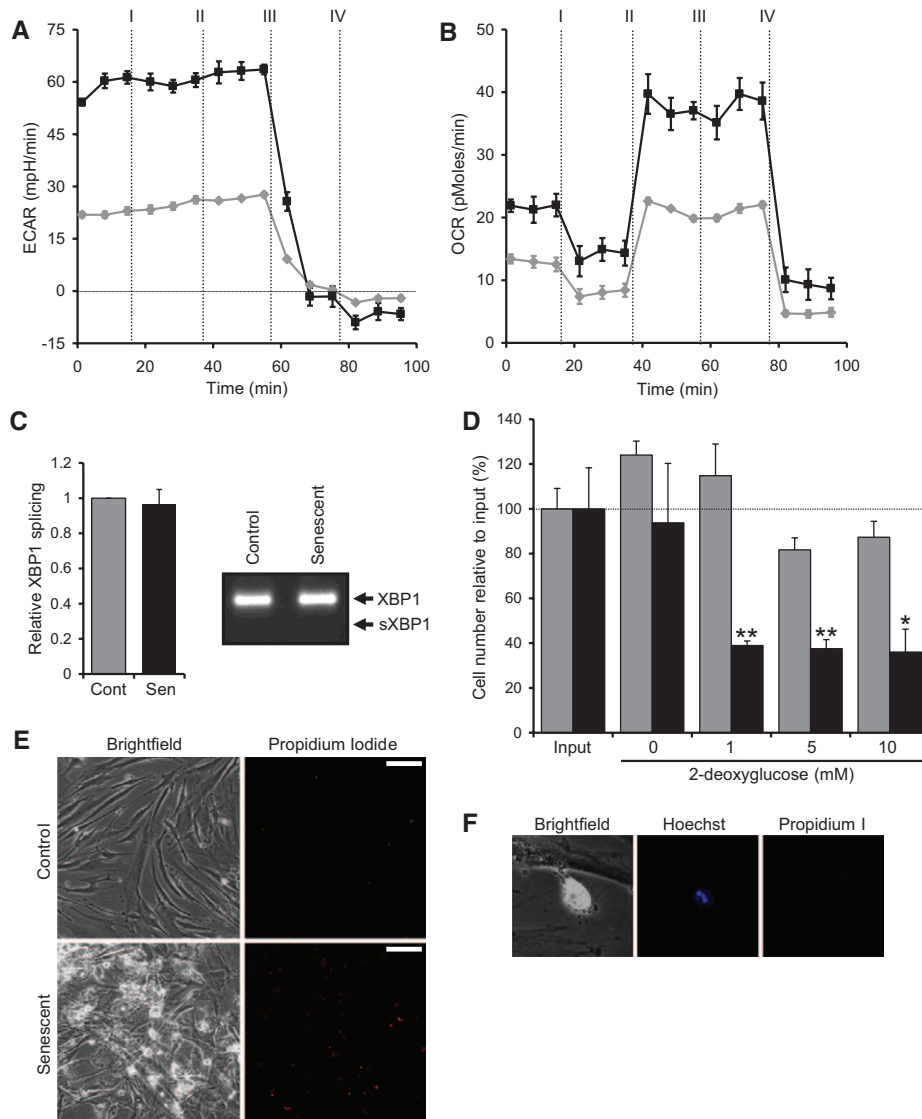 A
I II III IV
75
60
45
30
15
0
-15
ECAR (mpH/min)
0 20 40 60 80 100
Time (min)
B
I II III IV
50
40
30
20
10
0
OCR (pMoles/min)
0 20 40 60 80 100
Time (min)
C
1.2
1
0.8
0.6
0.4
0.2
0
Relative XBP1 splicing
Cont Sen
Control
Senescent
XBP1
sXBP1
D
140
120
100
80
60
40
20
0
Cell number relative to input (%)
** ** *
Input 0 1 5 10
2-deoxyglucose (mM)
E
Brightfield Propidium Iodide
Control
Senescent
F
Brightfield Hoechst Propidium I